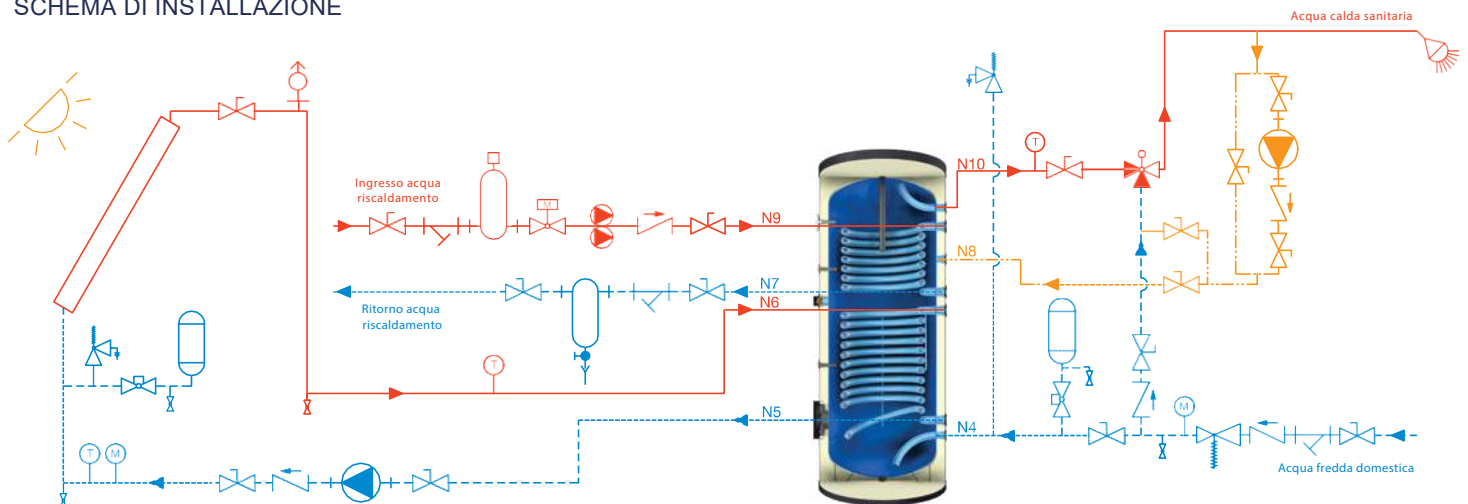 SCHEMA DI INSTALLAZIONE
Acqua calda sanitaria
T
N10
Ingresso acqua
riscaldamento
M
N9
N8
N7
N6
Ritorno acqua
riscaldamento
T
N5
N4
M
T
M
Acqua fredda domestica